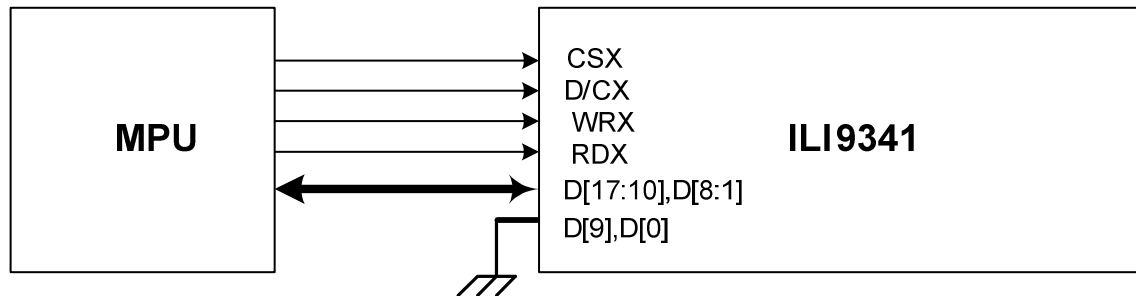 CSX
D/CX
WRX
MPU
ILI9341
RDX
D[17:10],D[8:1]
D[9],D[0]